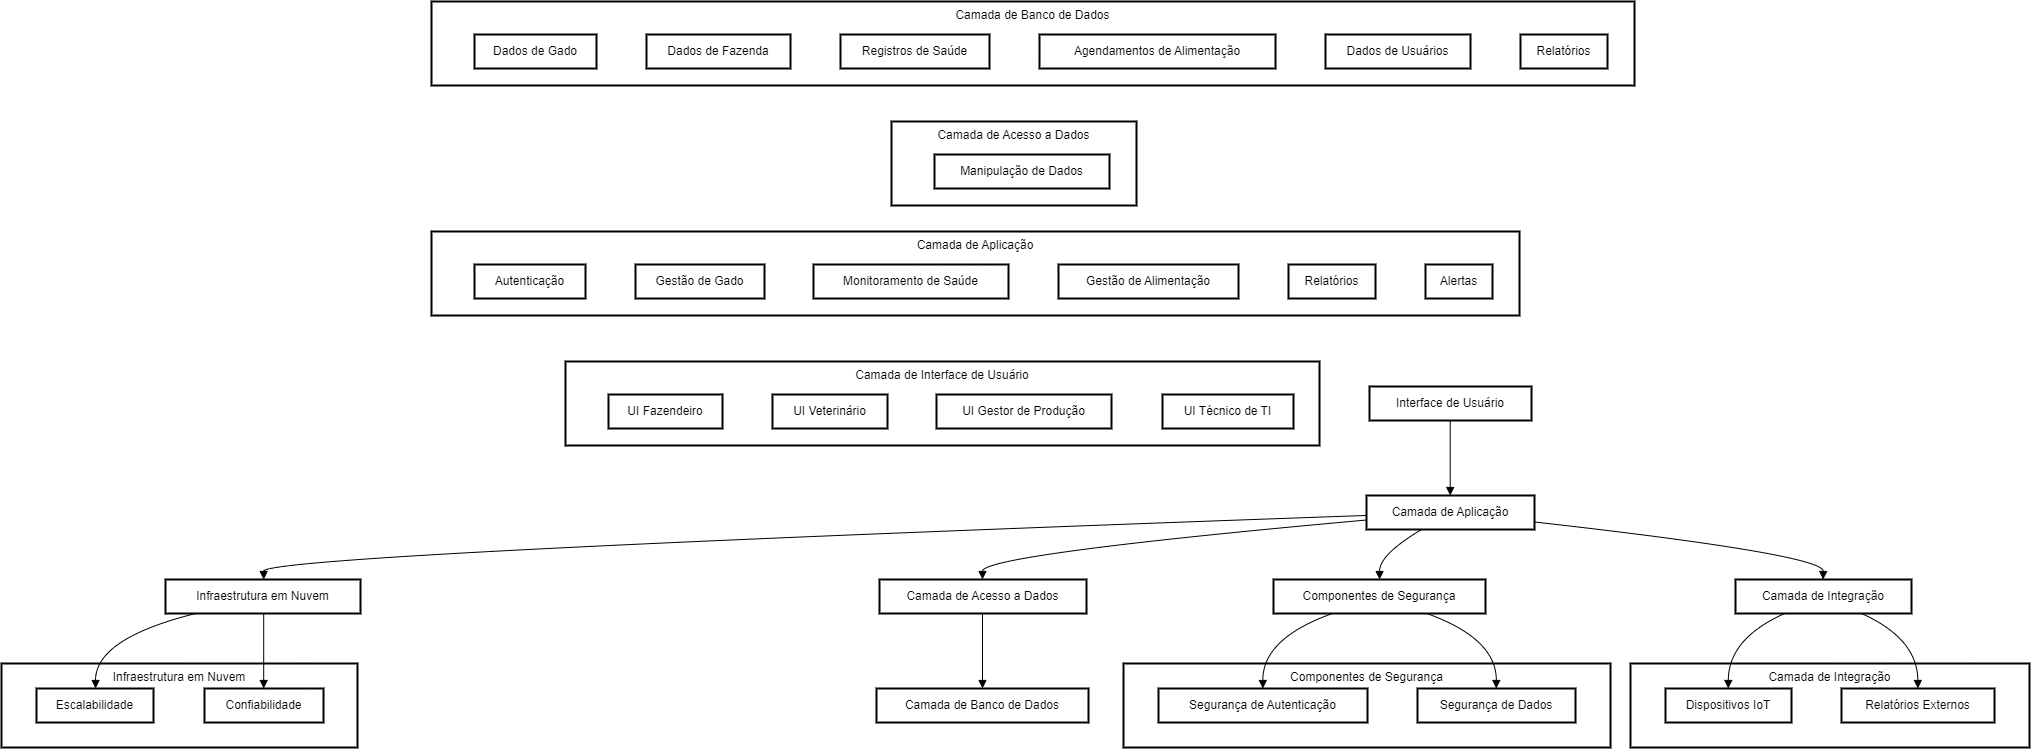 Camada de Banco de Dados
Dados de Gado
Dados de Fazenda
Registros de Saúde
Agendamentos de Alimentação
Dados de Usuários
Relatórios
Camada de Acesso a Dados
Manipulação de Dados
Camada de Aplicação
Autenticação
Gestão de Gado
Monitoramento de Saúde
Gestão de Alimentação
Relatórios
Alertas
Camada de Interface de Usuário
UI Fazendeiro
UI Veterinário
UI Gestor de Produção
UI Técnico de TI
Interface de Usuário
Camada de Aplicação
Infraestrutura em Nuvem
Camada de Acesso a Dados
Componentes de Segurança
Camada de Integração
Infraestrutura em Nuvem
Escalabilidade
Confiabilidade
Camada de Banco de Dados
Componentes de Segurança
Segurança de Autenticação
Segurança de Dados
Camada de Integração
Dispositivos IoT
Relatórios Externos